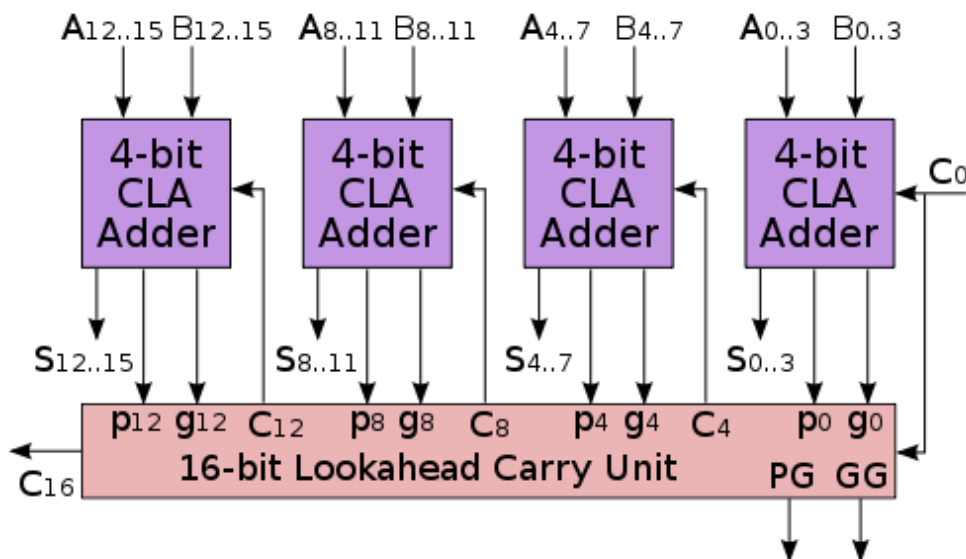 A12..15 B12..15 A8..11 B8..11 A4..7 B4..7 A0..3 B0..3
4-bit CLA Adder
4-bit CLA Adder
4-bit CLA Adder
4-bit CLA Adder
C0
S12..15 S8..11 S4..7 S0..3
p12 g12 C12 p8 g8 C8 p4 g4 C4 p0 g0
16-bit Lookahead Carry Unit PG GG
C16